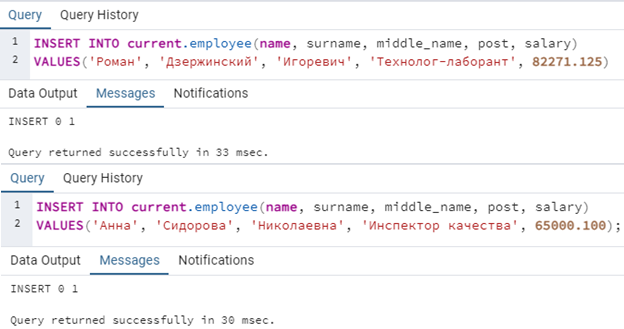 Query Query History
1 INSERT INTO current.employee(name, surname, middle_name, post, salary)
2 VALUES('Роман', 'Дзержинский', 'Игоревич', 'Технолог-лаборант', 82271.125)
Data Output Messages Notifications
INSERT 0 1
Query returned successfully in 33 msec.
Query Query History
1 INSERT INTO current.employee(name, surname, middle_name, post, salary)
2 VALUES('Анна', 'Сидорова', 'Николаевна', 'Инспектор качества', 65000.100);
Data Output Messages Notifications
INSERT 0 1
Query returned successfully in 30 msec.